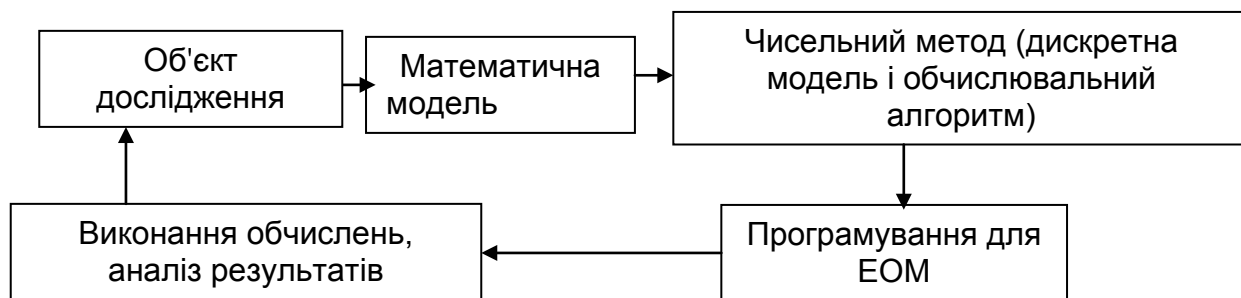 Об'єкт
дослідження
Математична
модель
Чисельний метод (дискретна
модель і обчислювальний
алгоритм)
Виконання обчислень,
аналіз результатів
Програмування для
ЕОМ